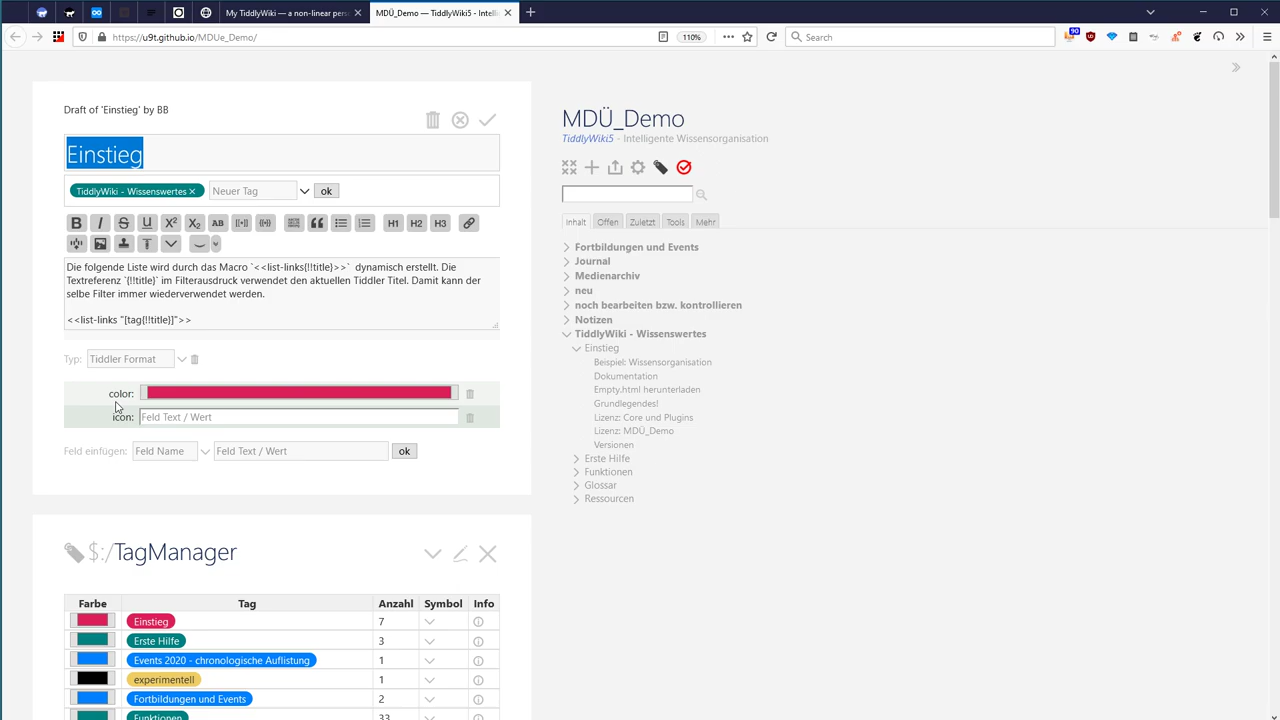 My TiddlyWiki — a non-linear pers
MDÜ_Demo — TiddlyWiki5 - Intelli
https://u9t.github.io/MDUe_Demo/
110%
Search
90
Draft of 'Einstieg' by BB
Einstieg
TiddlyWiki - Wissenswertes ×
Neuer Tag
ok
B I S U X² X₂ AB
H1 H2 H3
Die folgende Liste wird durch das Macro `<<list-links{!!title}>>` dynamisch erstellt. Die
Textreferenz `{!!title}` im Filterausdruck verwendet den aktuellen Tiddler Titel. Damit kann der
selbe Filter immer wiederverwendet werden.
<<list-links "[tag{!!title}]">>
Typ: Tiddler Format
color:
icon: Feld Text / Wert
Feld einfügen: Feld Name Feld Text / Wert ok
$:/TagManager
Farbe Tag Anzahl Symbol Info
Einstieg 7
Erste Hilfe 3
Events 2020 - chronologische Auflistung 1
experimentell 1
Fortbildungen und Events 2
Funktionen 33
MDÜ_Demo
TiddlyWiki5 - Intelligente Wissensorganisation
Inhalt Offen Zuletzt Tools Mehr
Fortbildungen und Events
Journal
Medienarchiv
neu
noch bearbeiten bzw. kontrollieren
Notizen
TiddlyWiki - Wissenswertes
Einstieg
Beispiel: Wissensorganisation
Dokumentation
Empty.html herunterladen
Grundlegendes!
Lizenz: Core und Plugins
Lizenz: MDÜ_Demo
Versionen
Erste Hilfe
Funktionen
Glossar
Ressourcen